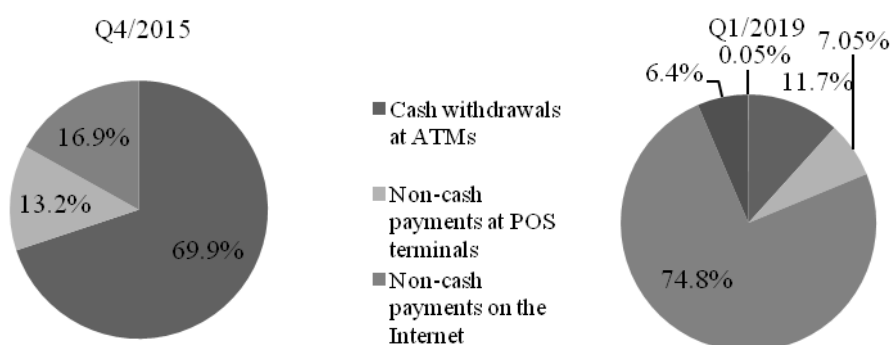 Q4/2015
16.9%
13.2%
69.9%
Cash withdrawals
at ATMs
Non-cash
payments at POS
terminals
Non-cash
payments on the
Internet
Q1/2019
0.05%
7.05%
6.4%
11.7%
74.8%